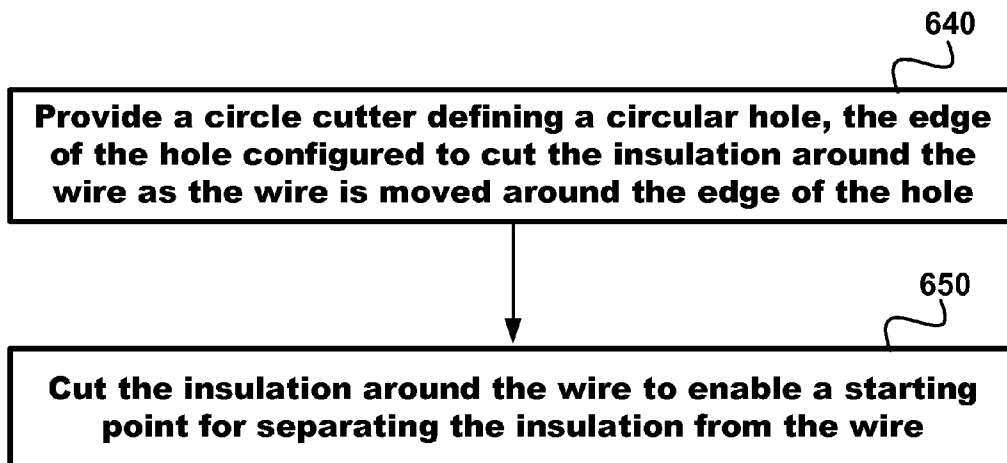 640
Provide a circle cutter defining a circular hole, the edge
of the hole configured to cut the insulation around the
wire as the wire is moved around the edge of the hole
650
Cut the insulation around the wire to enable a starting
point for separating the insulation from the wire